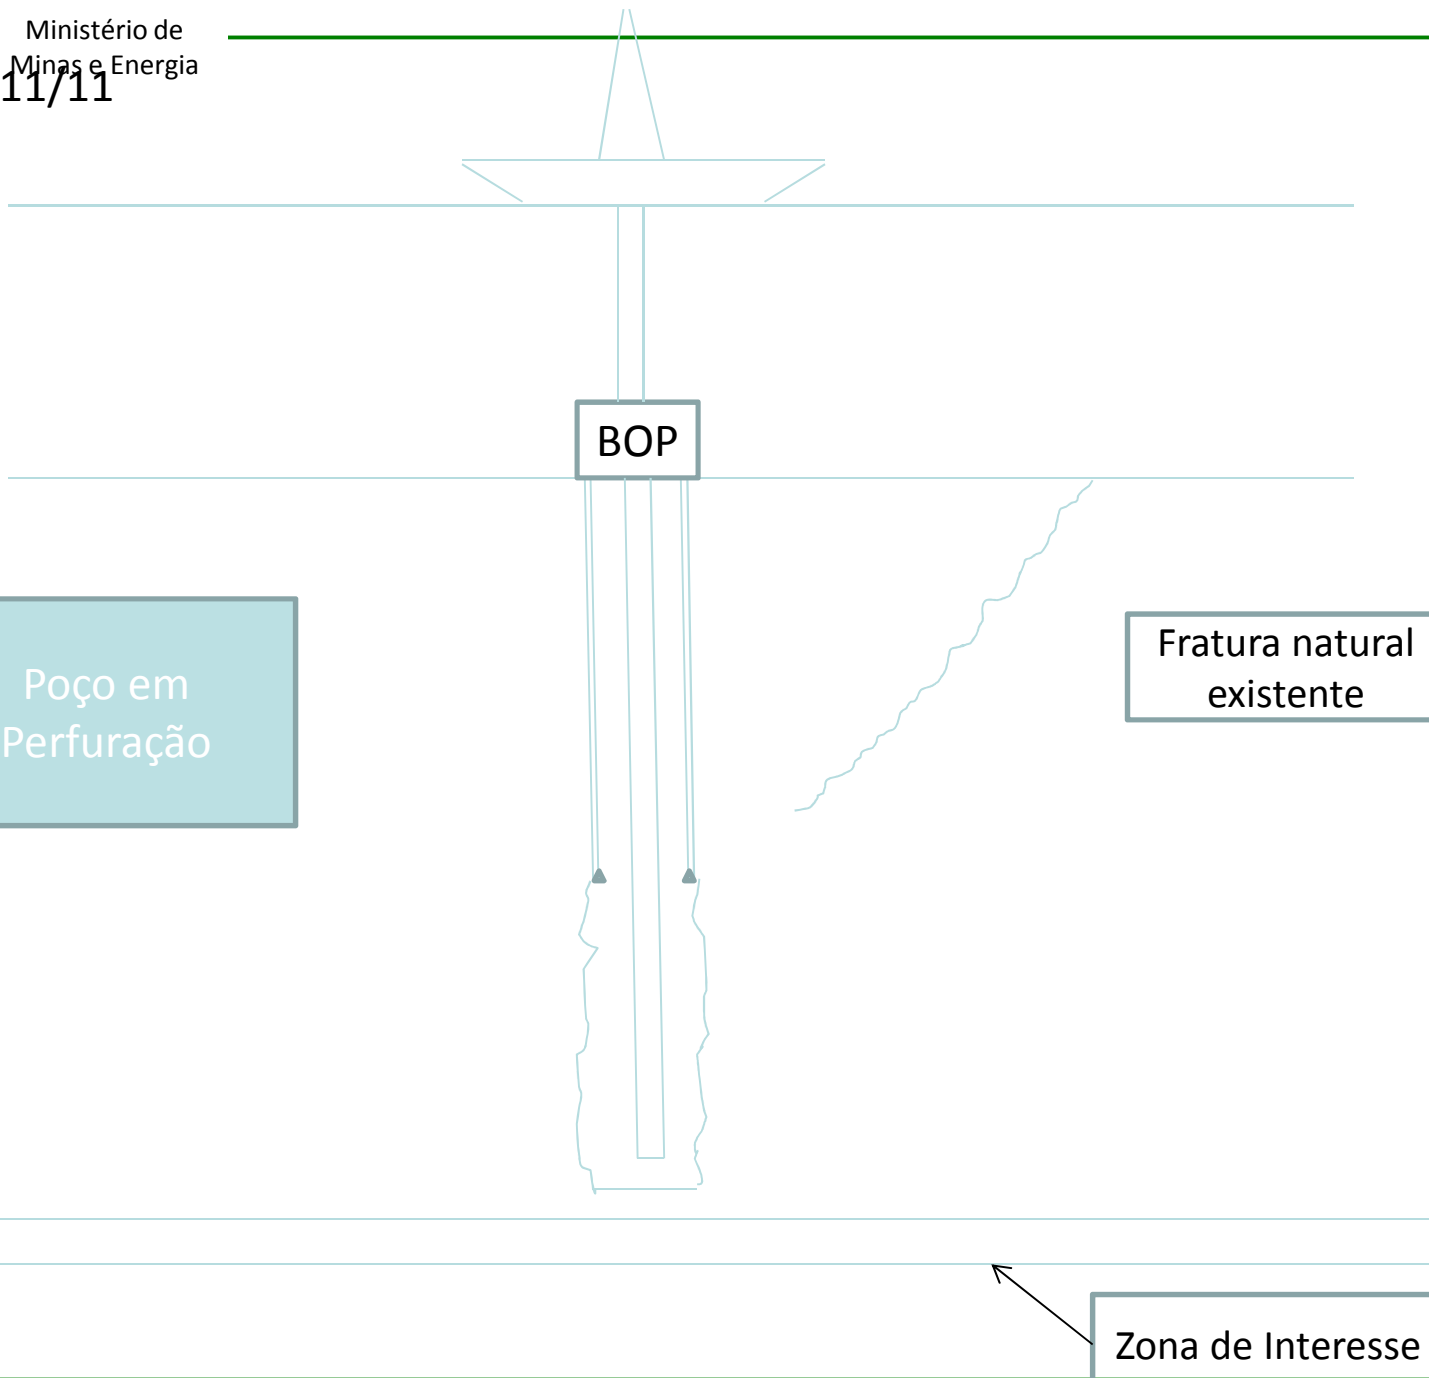 Ministério de
Minas e Energia
11/11
BOP
Poço em
Perfuração
Fratura natural
existente
Zona de Interesse